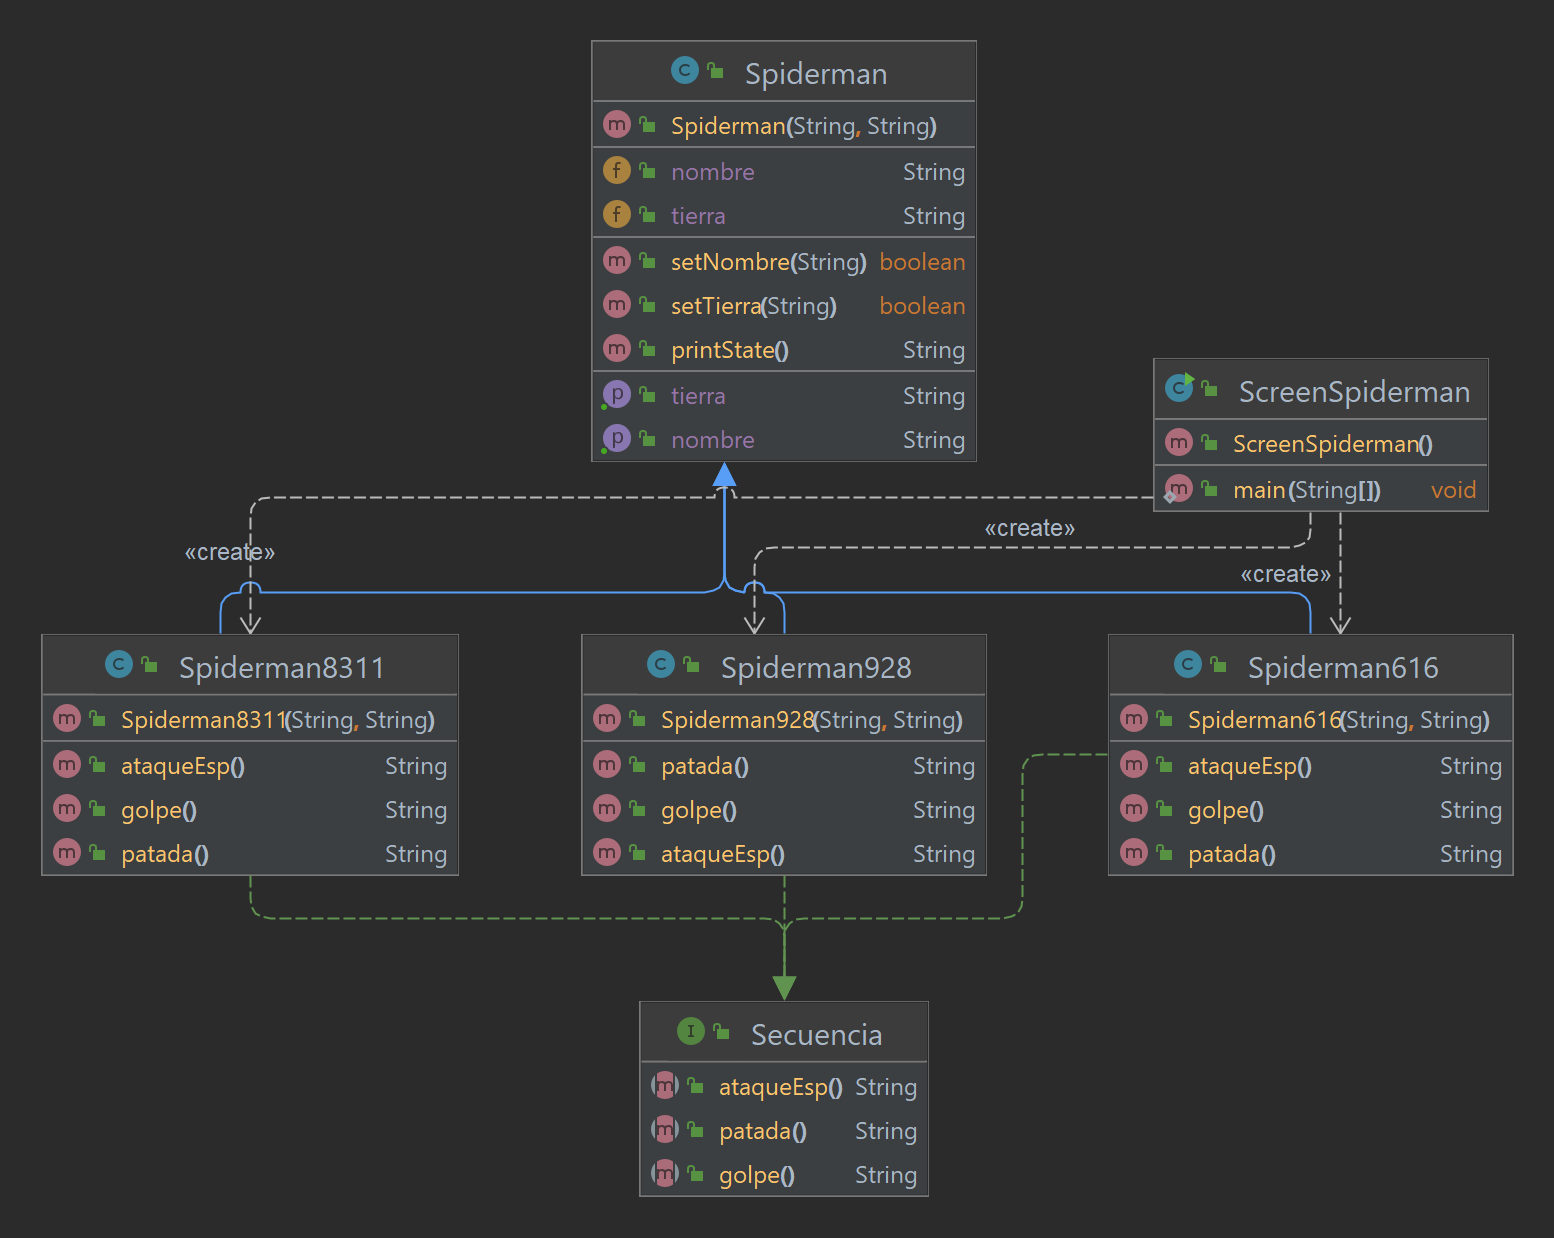 Spiderman
Spiderman(String, String)
nombre String
tierra String
setNombre(String) boolean
setTierra(String) boolean
printState() String
tierra String
nombre String
ScreenSpiderman
ScreenSpiderman()
main(String[]) void
«create»
«create»
«create»
Spiderman8311
Spiderman8311(String, String)
ataqueEsp() String
golpe() String
patada() String
Spiderman928
Spiderman928(String, String)
patada() String
golpe() String
ataqueEsp() String
Spiderman616
Spiderman616(String, String)
ataqueEsp() String
golpe() String
patada() String
Secuencia
ataqueEsp() String
patada() String
golpe() String